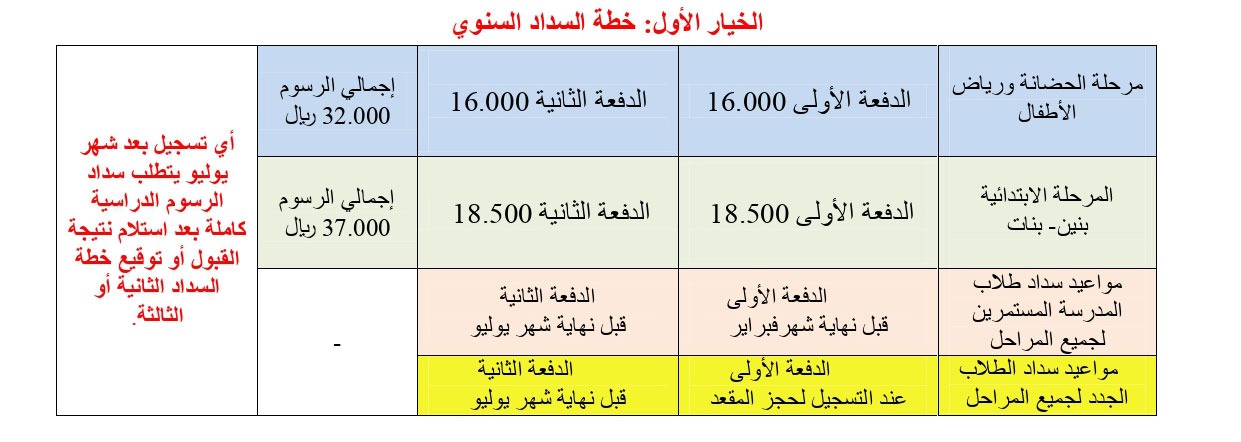 الخيار الأول: خطة السداد السنوي
مرحلة الحضانة ورياض
الأطفال
الدفعة الأولى 16.000
الدفعة الثانية 16.000
إجمالي الرسوم
32.000 ريال
المرحلة الابتدائية
بنين- بنات
الدفعة الأولى 18.500
الدفعة الثانية 18.500
إجمالي الرسوم
37.000 ريال
مواعيد سداد طلاب
المدرسة المستمرين
لجميع المراحل
الدفعة الأولى
قبل نهاية شهرفبراير
الدفعة الثانية
قبل نهاية شهر يوليو
-
مواعيد سداد الطلاب
الجدد لجميع المراحل
الدفعة الأولى
عند التسجيل لحجز المقعد
الدفعة الثانية
قبل نهاية شهر يوليو
أي تسجيل بعد شهر
يوليو يتطلب سداد
الرسوم الدراسية
كاملة بعد استلام نتيجة
القبول أو توقيع خطة
السداد الثانية أو
الثالثة.